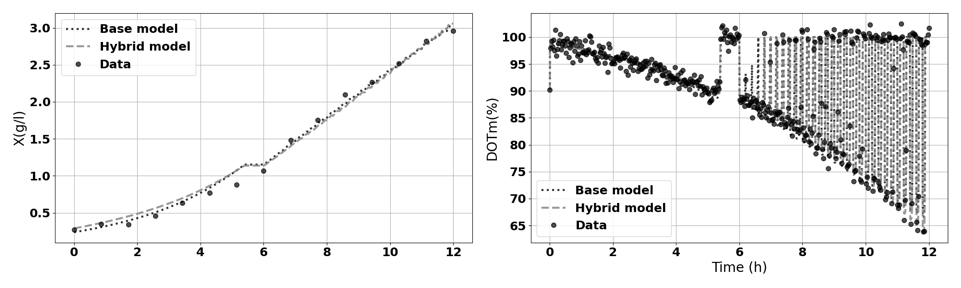 X(g/l)
3.0
2.5
2.0
1.5
1.0
0.5
0 2 4 6 8 10 12
Base model
Hybrid model
Data
DOTm(%)
100
95
90
85
80
75
70
65
0 2 4 6 8 10 12
Time (h)
Base model
Hybrid model
Data